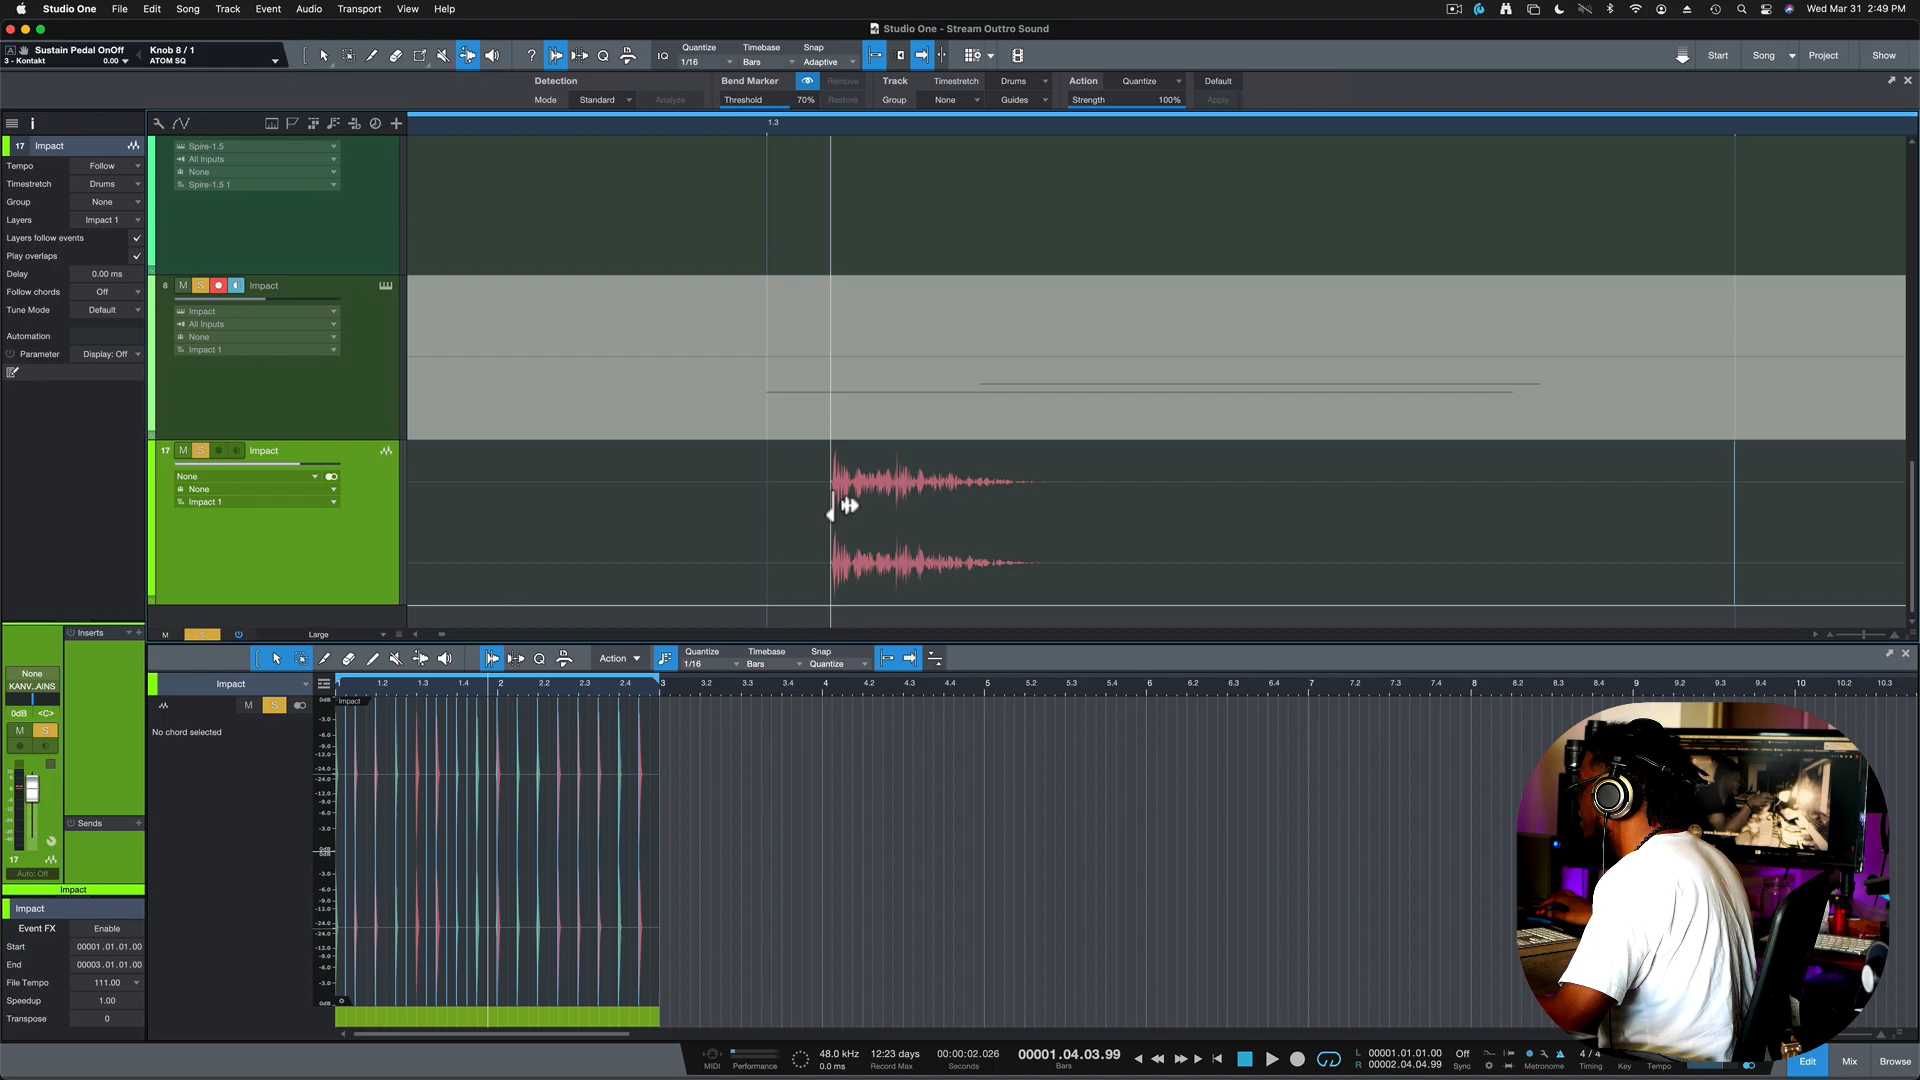 Studio One File Edit Song Track Event Audio Transport View Help Wed Mar 31 2:49 PM
Studio One - Stream Outtro Sound
Sustain Pedal OnOff Knob 8 / 1
3 - Kontakt 0.00 ATOM SQ
IQ Quantize Timebase Snap
1/16 Bars Adaptive
Start Song Project Show
Detection Bend Marker Remove Track Timestretch Drums Action Quantize Default
Mode Standard Analyze Threshold 70% Restore Group None Guides Strength 100% Apply
1.3
17 Impact
Tempo Follow
Timestretch Drums
Group None
Layers Impact 1
Layers follow events
Play overlaps
Delay 0.00 ms
Follow chords Off
Tune Mode Default
Automation
Parameter Display: Off
Spire-1.5
All Inputs
None
Spire-1.5 1
8 M S Impact
Impact
All Inputs
None
Impact 1
17 M S Impact
None
None
Impact 1
M S Large
Inserts
None
KANV..AINS
0dB <C>
M S
Sends
17
Auto: Off
Impact
Impact
Event FX Enable
Start 00001.01.01.00
End 00003.01.01.00
File Tempo 111.00
Speedup 1.00
Transpose 0
Action Quantize Timebase Snap
1/16 Bars Quantize
Impact
M S
No chord selected
1 1.2 1.3 1.4 2 2.2 2.3 2.4 3 3.2 3.3 3.4 4 4.2 4.3 4.4 5 5.2 5.3 5.4 6 6.2 6.3 6.4 7 7.2 7.3 7.4 8 8.2 8.3 8.4 9 9.2 9.3 9.4 10 10.2 10.3
Impact
0dB
-3.0
-6.0
-9.0
-12.0
-24.0
-24.0
-12.0
-9.0
-6.0
-3.0
0dB
-3.0
-6.0
-9.0
-12.0
-24.0
-24.0
-12.0
-9.0
-6.0
-3.0
0dB
MIDI Performance 48.0 kHz 0.0 ms 12:23 days Record Max 00:00:02.026 Seconds 00001.04.03.99 Bars
L 00001.01.01.00
R 00002.04.04.99
Off Sync Metronome 4 / 4 Timing Key Tempo
Edit Mix Browse